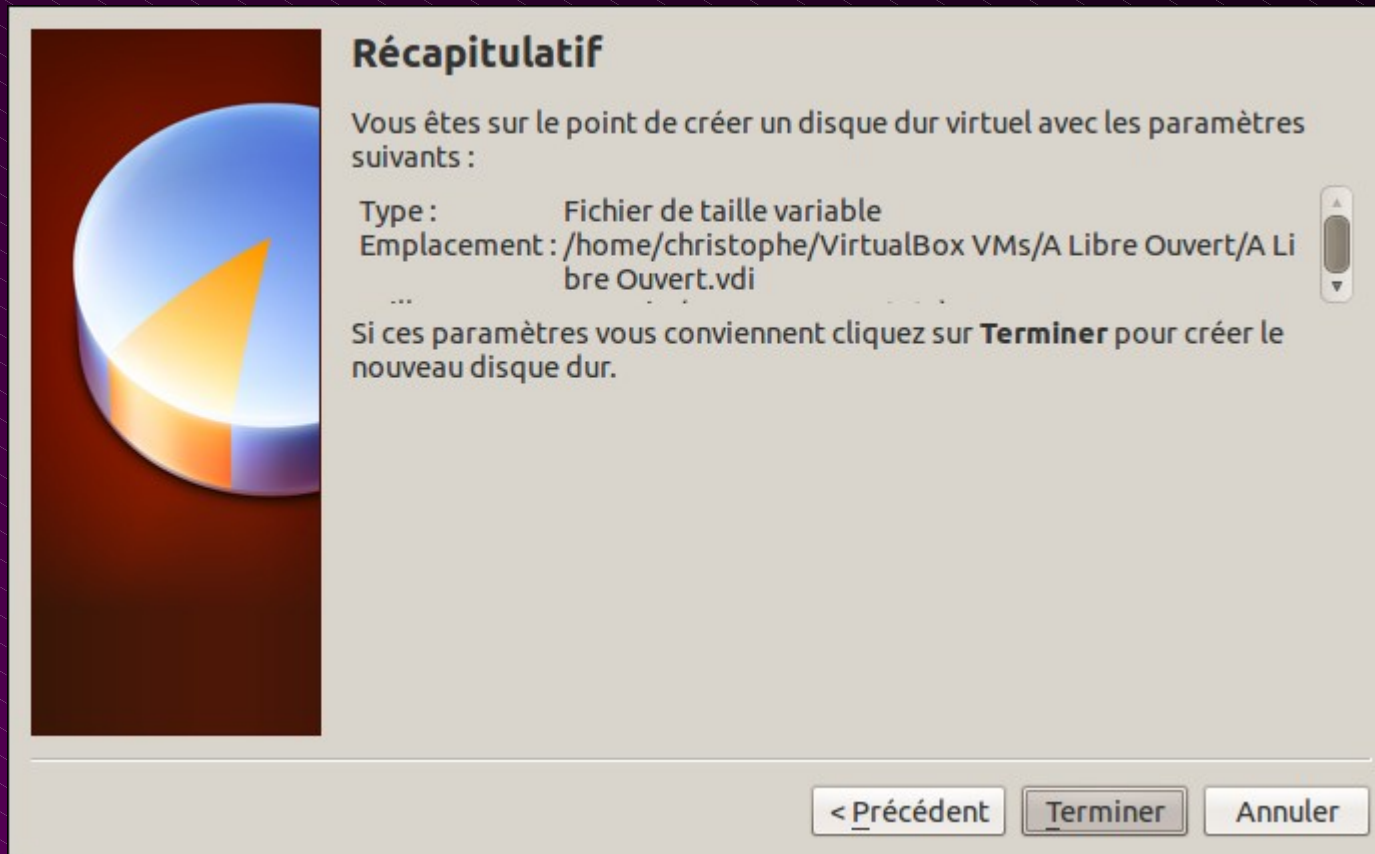 Récapitulatif
Vous êtes sur le point de créer un disque dur virtuel avec les paramètres
suivants :
Type : Fichier de taille variable
Emplacement : /home/christophe/VirtualBox VMs/A Libre Ouvert/A Li
bre Ouvert.vdi
Si ces paramètres vous conviennent cliquez sur Terminer pour créer le
nouveau disque dur.
< Précédent Terminer Annuler